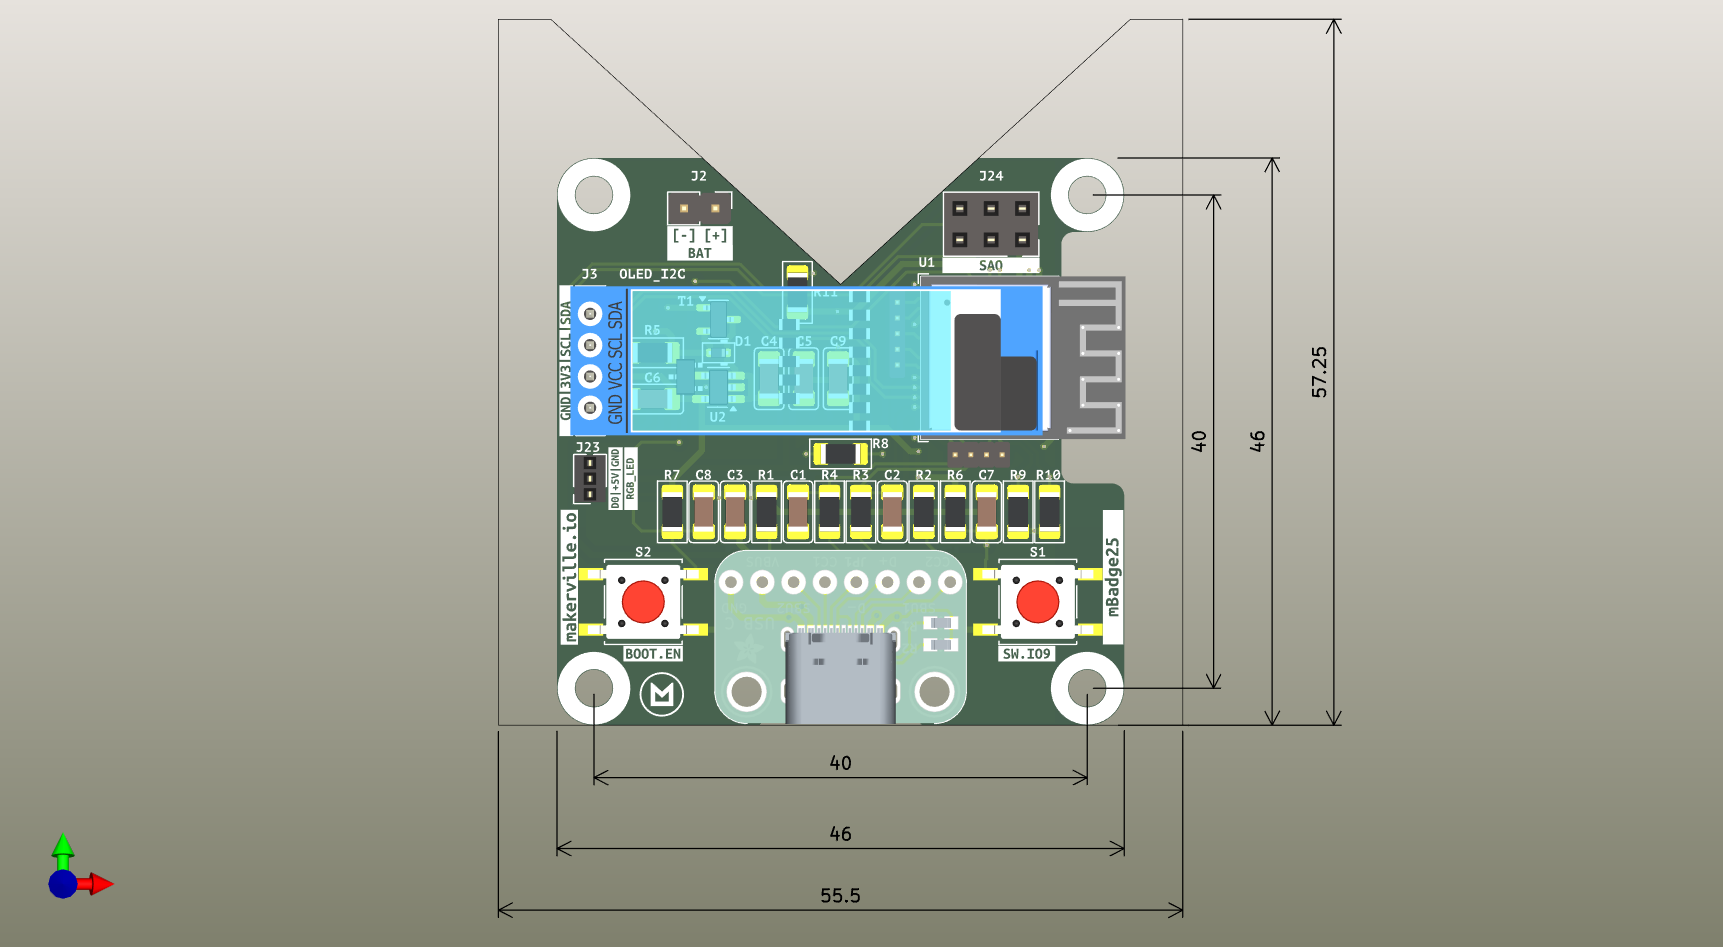 J2
J24
[-] [+]
BAT
SAO
U1
J3
OLED_I2C
T1
R11
GND|3V3|SCL|SDA
GND VCC SCL SDA
R5
D1
C4
C5
C9
C6
U2
R8
J23
DO|+5V|GND
RGB_LED
R7
C8
C3
R1
C1
R4
R3
C2
R2
R6
C7
R9
R10
makerville.io
mBadge25
S2
S1
BOOT.EN
SW.IO9
40
46
57.25
40
46
55.5